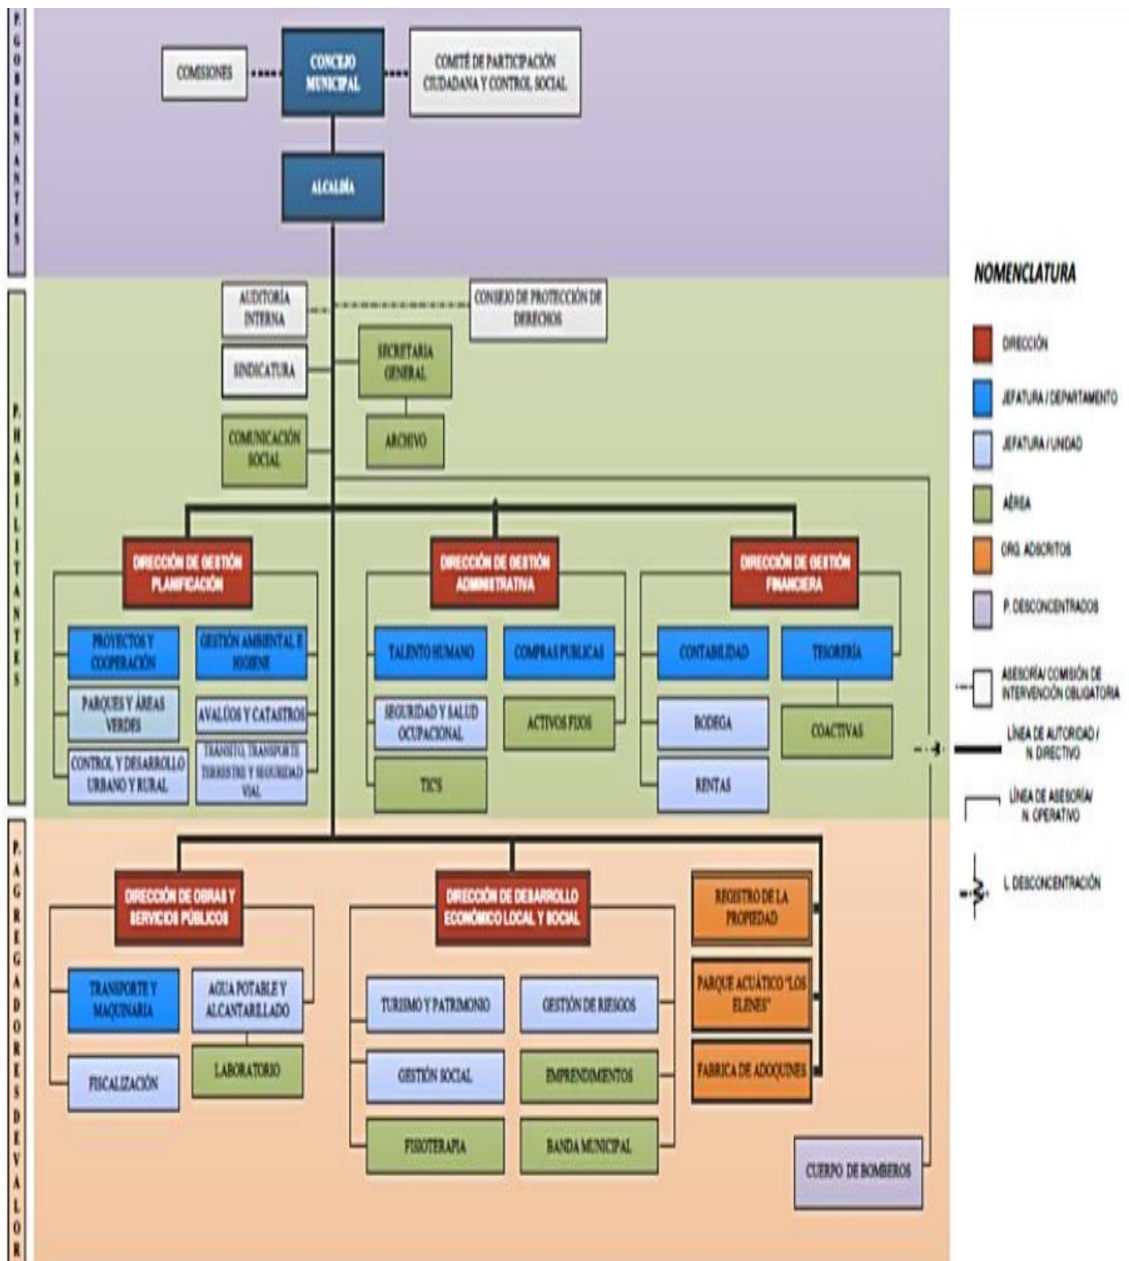 P. GOBERNANTES
COMISIONES
CONCEJO
MUNICIPAL
COMITÉ DE PARTICIPACIÓN
CIUDADANA Y CONTROL SOCIAL
ALCALDÍA
P. HABILITANTES
AUDITORÍA
INTERNA
CONSEJO DE PROTECCIÓN DE
DERECHOS
SINDICATURA
SECRETARIA
GENERAL
COMUNICACIÓN
SOCIAL
ARCHIVO
DIRECCIÓN DE GESTIÓN
PLANIFICACIÓN
DIRECCIÓN DE GESTIÓN
ADMINISTRATIVA
DIRECCIÓN DE GESTIÓN
FINANCIERA
PROYECTOS Y
COOPERACIÓN
GESTIÓN AMBIENTAL E
HIGIENE
TALENTO HUMANO
COMPRAS PUBLICAS
CONTABILIDAD
TESORERÍA
PARQUES Y ÁREAS
VERDES
AVALÚOS Y CATASTROS
SEGURIDAD Y SALUD
OCUPACIONAL
ACTIVOS FIJOS
BODEGA
COACTIVAS
CONTROL Y DESARROLLO
URBANO Y RURAL
TRÁNSITO, TRANSPORTE
TERRESTRE Y SEGURIDAD
VIAL
TIC'S
RENTAS
P. AGREGADORES DE VALOR
DIRECCIÓN DE OBRAS Y
SERVICIOS PÚBLICOS
DIRECCIÓN DE DESARROLLO
ECONÓMICO LOCAL Y SOCIAL
REGISTRO DE LA
PROPIEDAD
TRANSPORTE Y
MAQUINARIA
AGUA POTABLE Y
ALCANTARILLADO
TURISMO Y PATRIMONIO
GESTIÓN DE RIESGOS
PARQUE ACUÁTICO "LOS
ELENES"
FISCALIZACIÓN
LABORATORIO
GESTIÓN SOCIAL
EMPRENDIMIENTOS
FABRICA DE ADOQUINES
FISIOTERAPIA
BANDA MUNICIPAL
CUERPO DE BOMBEROS
NOMENCLATURA
DIRECCIÓN
JEFATURA / DEPARTAMENTO
JEFATURA / UNIDAD
AÉREA
ORG. ADSCRITOS
P. DESCONCENTRADOS
ASESORÍA/ COMISIÓN DE
INTERVENCIÓN OBLIGATORIA
LÍNEA DE AUTORIDAD /
N. DIRECTIVO
LÍNEA DE ASESORÍA/
N. OPERATIVO
L. DESCONCENTRACIÓN